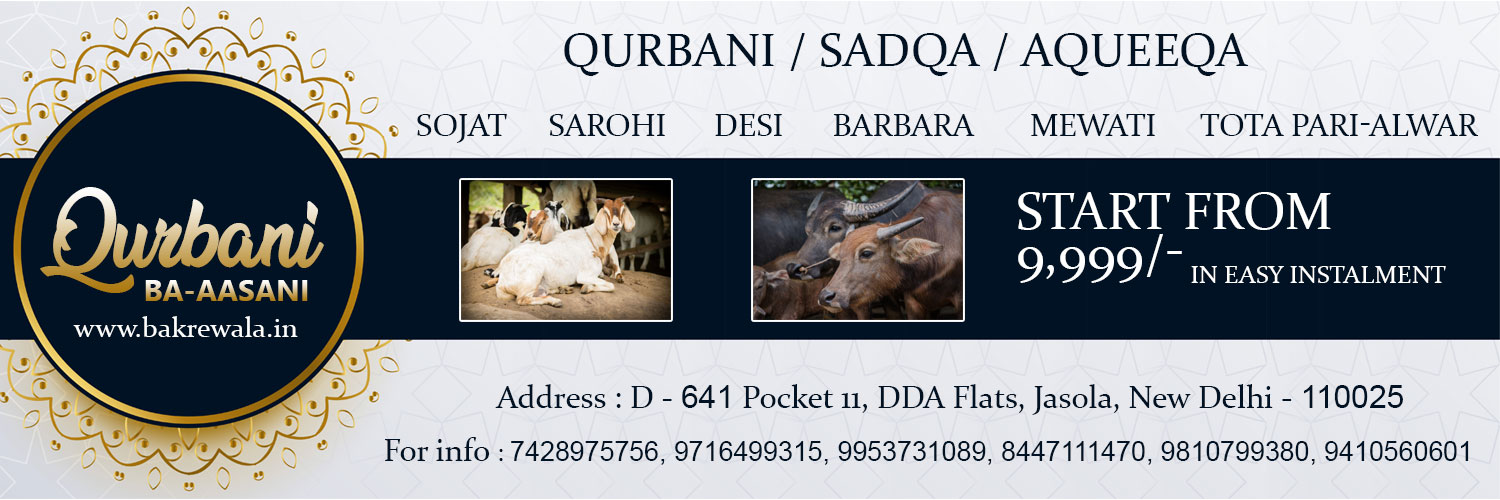 QURBANI / SADQA / AQUEEQA
SOJAT SAROHI DESI BARBARA MEWATI TOTA PARI-ALWAR
Qurbani
BA-AASANI
www.bakrewala.in
START FROM
9,999/- IN EASY INSTALMENT
Address : D - 641 Pocket 11, DDA Flats, Jasola, New Delhi - 110025
For info : 7428975756, 9716499315, 9953731089, 8447111470, 9810799380, 9410560601